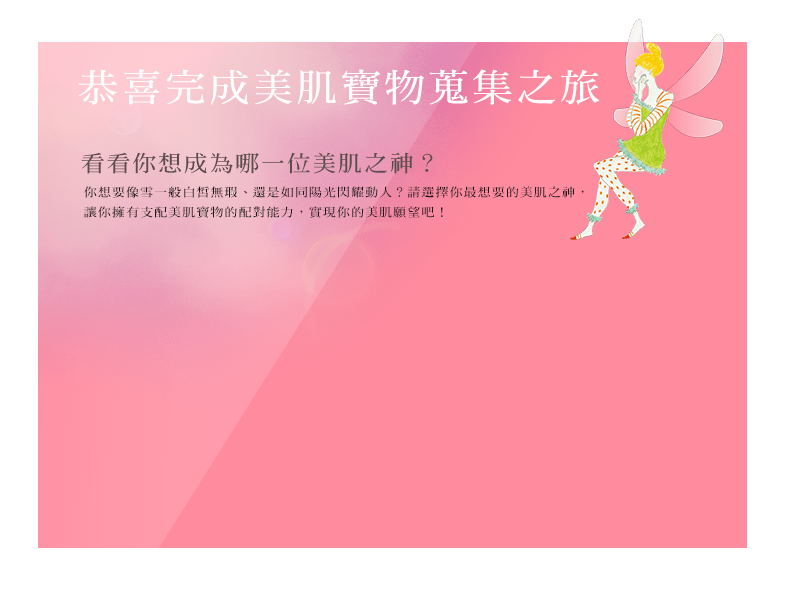 恭喜完成美肌寶物蒐集之旅
看看你想成為哪一位美肌之神？
你想要像雪一般白皙無瑕、還是如同陽光閃耀動人？請選擇你最想要的美肌之神，
讓你擁有支配美肌寶物的配對能力，實現你的美肌願望吧！